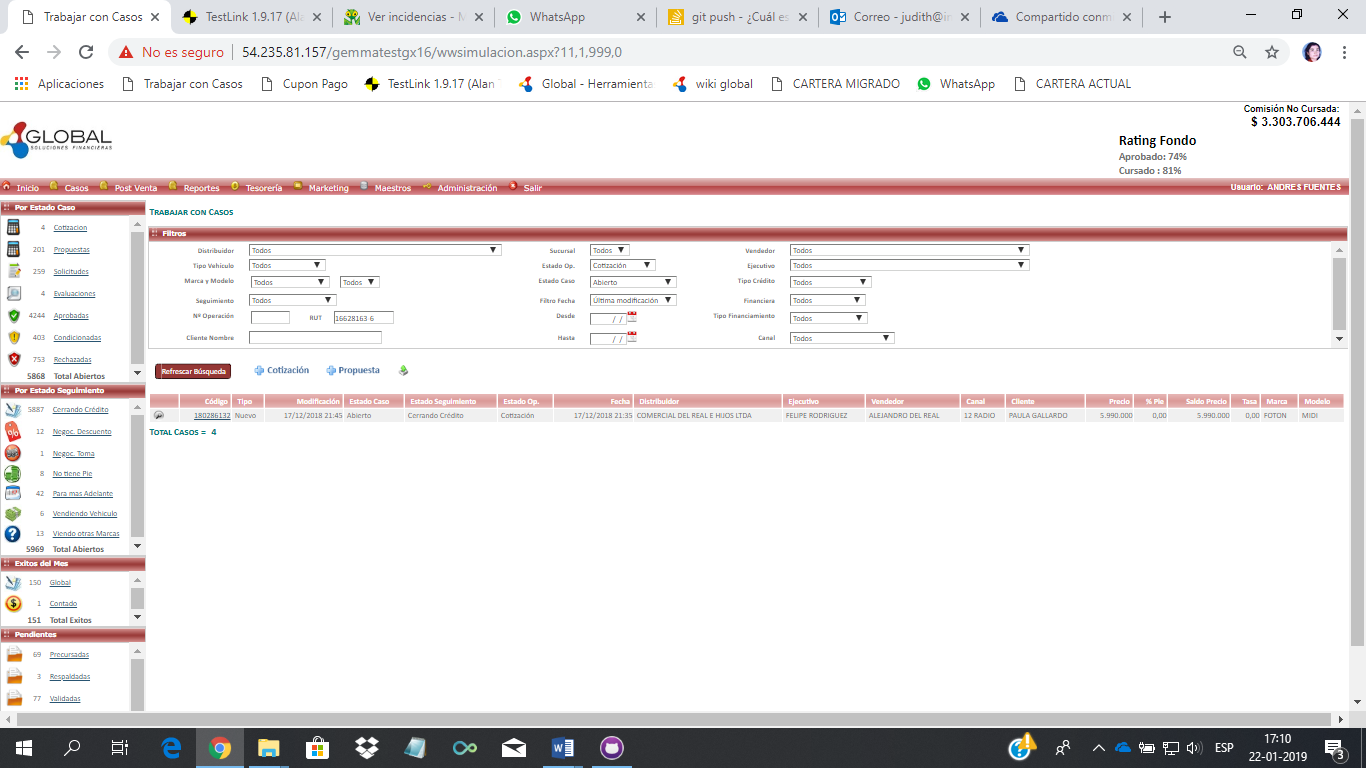 Trabajar con Casos
TestLink 1.9.17 (Ala
Ver incidencias - M
WhatsApp
git push - ¿Cuál es
Correo - judith@in
Compartido conm
No es seguro | 54.235.81.157/gemmatestgx16/wwsimulacion.aspx?11,1,999,0
Aplicaciones Trabajar con Casos Cupon Pago TestLink 1.9.17 (Alan Global - Herramienta wiki global CARTERA MIGRADO WhatsApp CARTERA ACTUAL
Comisión No Cursada:
$ 3.303.706.444
GLOBAL
SOLUCIONES FINANCIERAS
Rating Fondo
Aprobado: 74%
Cursado : 81%
Inicio Casos Post Venta Reportes Tesorería Marketing Maestros Administración Salir Usuario: ANDRES FUENTES
Por Estado Caso
4 Cotizacion
201 Propuestas
259 Solicitudes
4 Evaluaciones
4244 Aprobadas
403 Condicionadas
753 Rechazadas
5868 Total Abiertos
Por Estado Seguimiento
5887 Cerrando Crédito
12 Negoc. Descuento
1 Negoc. Toma
8 No tiene Pie
42 Para mas Adelante
6 Vendiendo Vehiculo
13 Viendo otras Marcas
5969 Total Abiertos
Exitos del Mes
150 Global
1 Contado
151 Total Exitos
Pendientes
69 Precursadas
3 Respaldadas
77 Validadas
Trabajar con Casos
Filtros
Distribuidor Todos Sucursal Todos Vendedor Todos
Tipo Vehículo Todos Estado Op. Cotización Ejecutivo Todos
Marca y Modelo Todos Todos Estado Caso Abierto Tipo Crédito Todos
Seguimiento Todos Filtro Fecha Última modificación Financiera Todos
Nº Operación RUT 16628163-6 Desde / / Tipo Financiamiento Todos
Cliente Nombre Hasta / / Canal Todos
Refrescar Búsqueda Cotización Propuesta
Código Tipo Modificación Estado Caso Estado Seguimiento Estado Op. Fecha Distribuidor Ejecutivo Vendedor Canal Cliente Precio % Pie Saldo Precio Tasa Marca Modelo
180286132 Nuevo 17/12/2018 21:45 Abierto Cerrando Crédito Cotización 17/12/2018 21:35 COMERCIAL DEL REAL E HIJOS LTDA FELIPE RODRIGUEZ ALEJANDRO DEL REAL 12 RADIO PAULA GALLARDO 5.990.000 0,00 5.990.000 0,00 FOTON MIDI
Total Casos = 4
ESP
17:10
22-01-2019
3